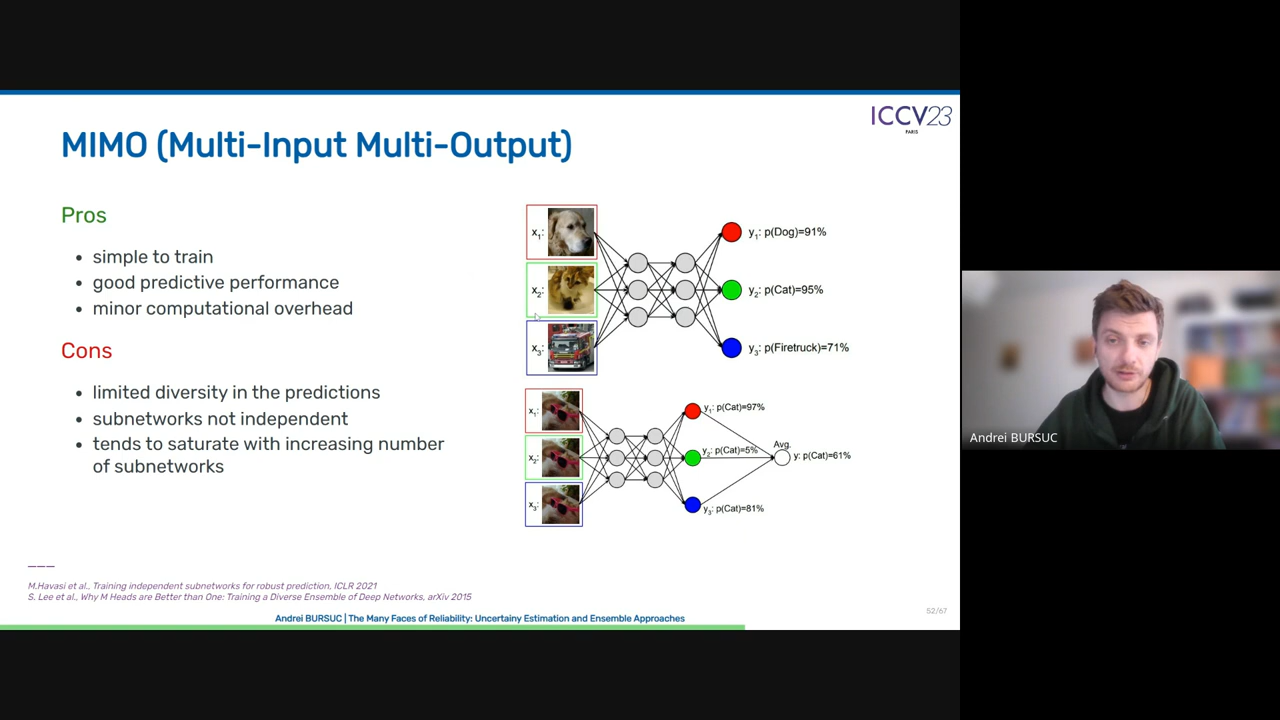 ICCV23
PARIS
MIMO (Multi-Input Multi-Output)
Pros
• simple to train
• good predictive performance
• minor computational overhead
Cons
• limited diversity in the predictions
• subnetworks not independent
• tends to saturate with increasing number
of subnetworks
x1:
y1: p(Dog)=91%
x2:
y2: p(Cat)=95%
x3:
y3: p(Firetruck)=71%
x1:
y1: p(Cat)=97%
x2:
y2: p(Cat)=5%
Avg.
y: p(Cat)=61%
x3:
y3: p(Cat)=81%
M.Havasi et al., Training independent subnetworks for robust prediction, ICLR 2021
S. Lee et al., Why M Heads are Better than One: Training a Diverse Ensemble of Deep Networks, arXiv 2015
Andrei BURSUC | The Many Faces of Reliability: Uncertainy Estimation and Ensemble Approaches
52/67
Andrei BURSUC